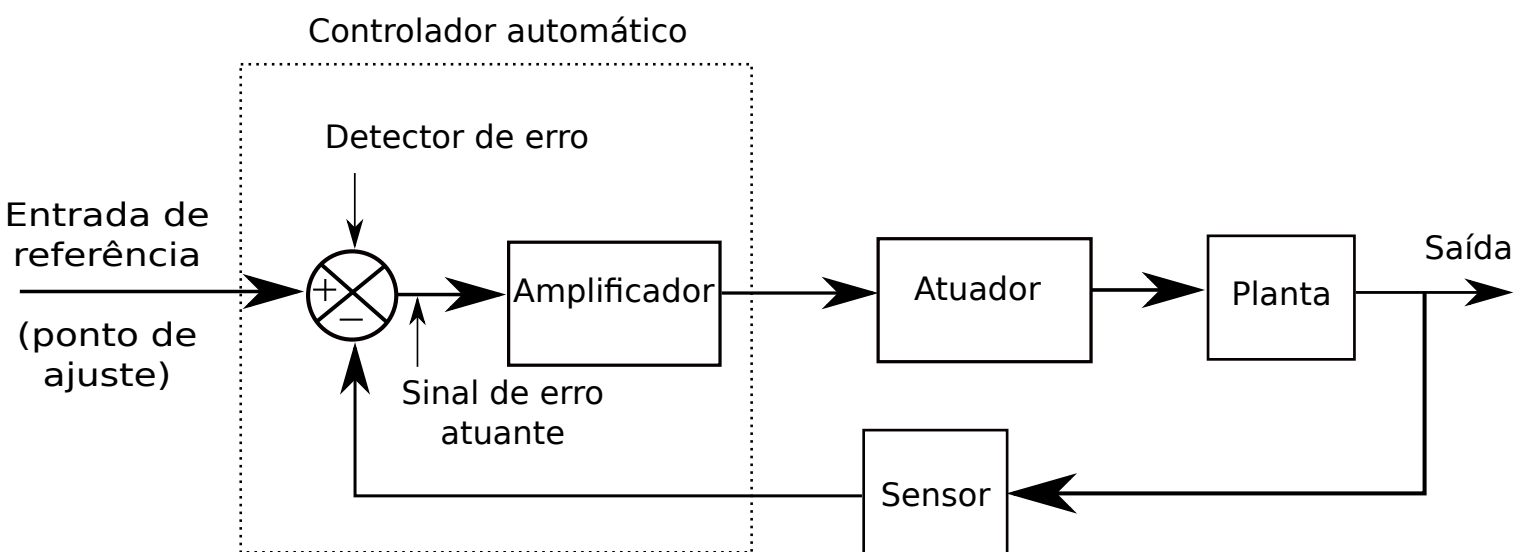 Controlador automático
Detector de erro
Entrada de
referência
(ponto de
ajuste)
+
−
Amplificador
Sinal de erro
atuante
Atuador
Planta
Saída
Sensor